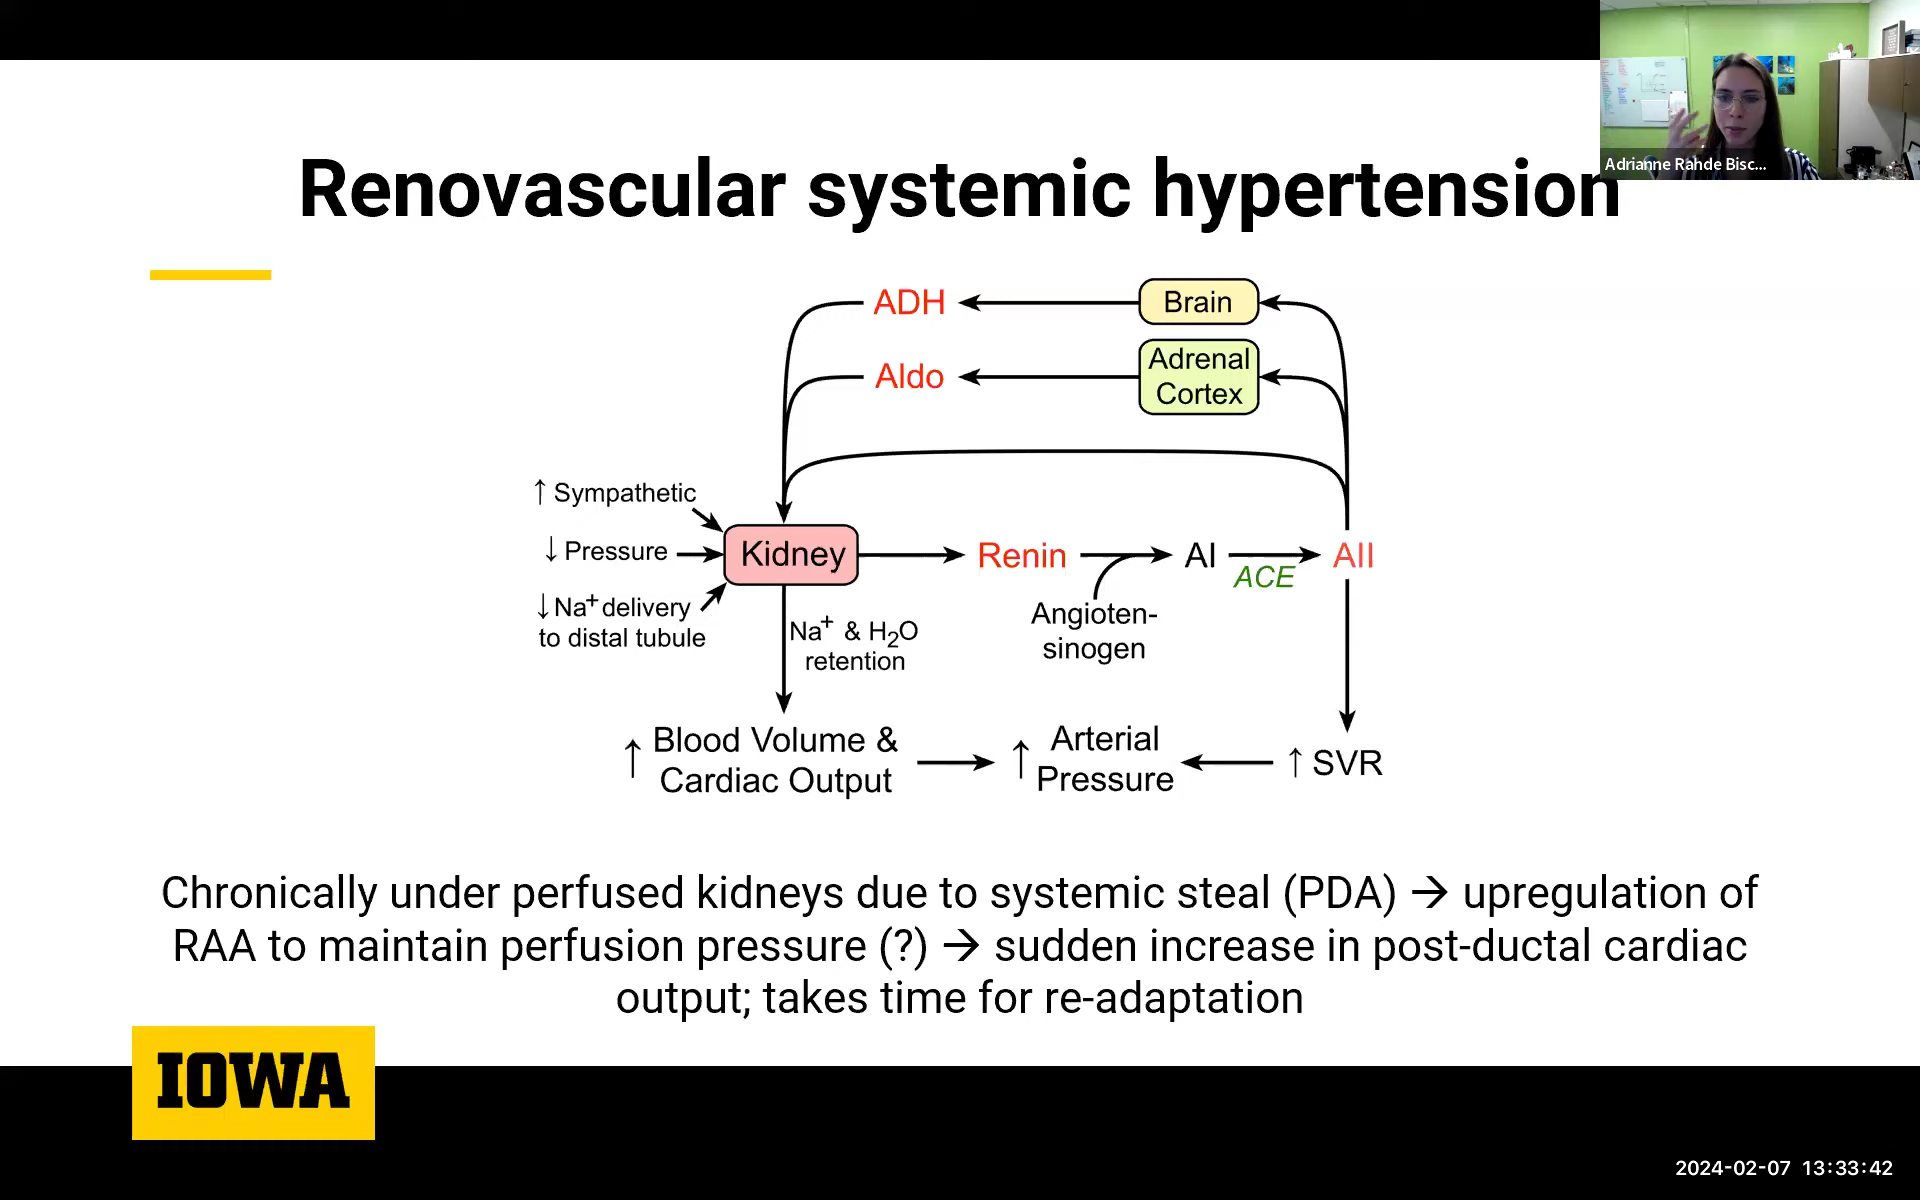 Adrianne Rahde Bisc...
Renovascular systemic hypertension
ADH
Brain
Aldo
Adrenal
Cortex
↑ Sympathetic
↓ Pressure
↓ Na+ delivery
to distal tubule
Kidney
Renin
AI
ACE
AII
Angioten-
sinogen
Na+ & H2O
retention
↑ Blood Volume &
Cardiac Output
↑ Arterial
Pressure
↑ SVR
Chronically under perfused kidneys due to systemic steal (PDA) → upregulation of
RAA to maintain perfusion pressure (?) → sudden increase in post-ductal cardiac
output; takes time for re-adaptation
IOWA
2024-02-07 13:33:42